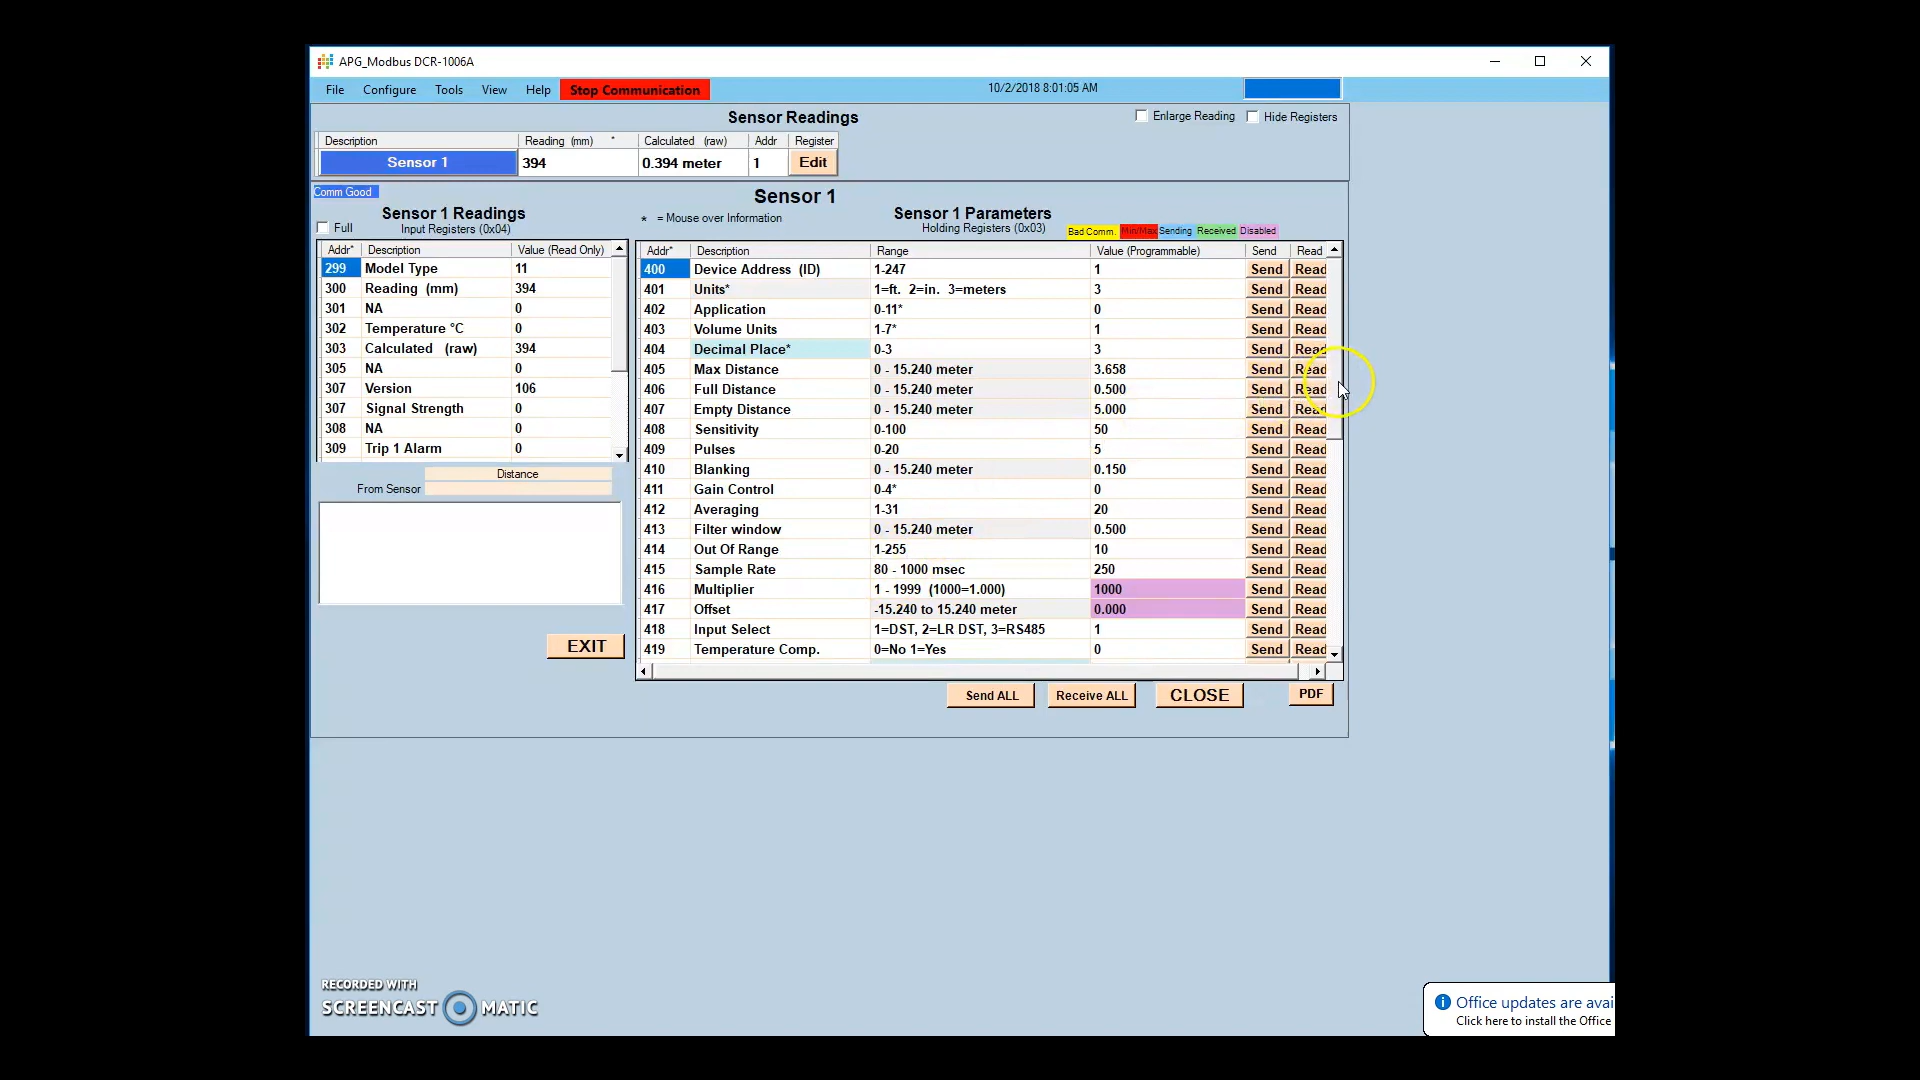 APG_Modbus DCR-1006A
File Configure Tools View Help Stop Communication 10/2/2018 8:01:05 AM
Sensor Readings
Enlarge Reading Hide Registers
Description Reading (mm) * Calculated (raw) Addr Register
Sensor 1 394 0.394 meter 1 Edit
Comm Good
Sensor 1
* = Mouse over Information
Full
Sensor 1 Readings
Input Registers (0x04)
Addr* Description Value (Read Only)
299 Model Type 11
300 Reading (mm) 394
301 NA 0
302 Temperature °C 0
303 Calculated (raw) 394
305 NA 0
307 Version 106
307 Signal Strength 0
308 NA 0
309 Trip 1 Alarm 0
Distance
From Sensor
EXIT
Sensor 1 Parameters
Holding Registers (0x03)
Bad Comm. Min/Max Sending Received Disabled
Addr* Description Range Value (Programmable) Send Read
400 Device Address (ID) 1-247 1 Send Read
401 Units* 1=ft. 2=in. 3=meters 3 Send Read
402 Application 0-11* 0 Send Read
403 Volume Units 1-7* 1 Send Read
404 Decimal Place* 0-3 3 Send Read
405 Max Distance 0 - 15.240 meter 3.658 Send Read
406 Full Distance 0 - 15.240 meter 0.500 Send Read
407 Empty Distance 0 - 15.240 meter 5.000 Send Read
408 Sensitivity 0-100 50 Send Read
409 Pulses 0-20 5 Send Read
410 Blanking 0 - 15.240 meter 0.150 Send Read
411 Gain Control 0-4* 0 Send Read
412 Averaging 1-31 20 Send Read
413 Filter window 0 - 15.240 meter 0.500 Send Read
414 Out Of Range 1-255 10 Send Read
415 Sample Rate 80 - 1000 msec 250 Send Read
416 Multiplier 1 - 1999 (1000=1.000) 1000 Send Read
417 Offset -15.240 to 15.240 meter 0.000 Send Read
418 Input Select 1=DST, 2=LR DST, 3=RS485 1 Send Read
419 Temperature Comp. 0=No 1=Yes 0 Send Read
Send ALL Receive ALL CLOSE PDF
RECORDED WITH
SCREENCAST MATIC
Office updates are avai
Click here to install the Office